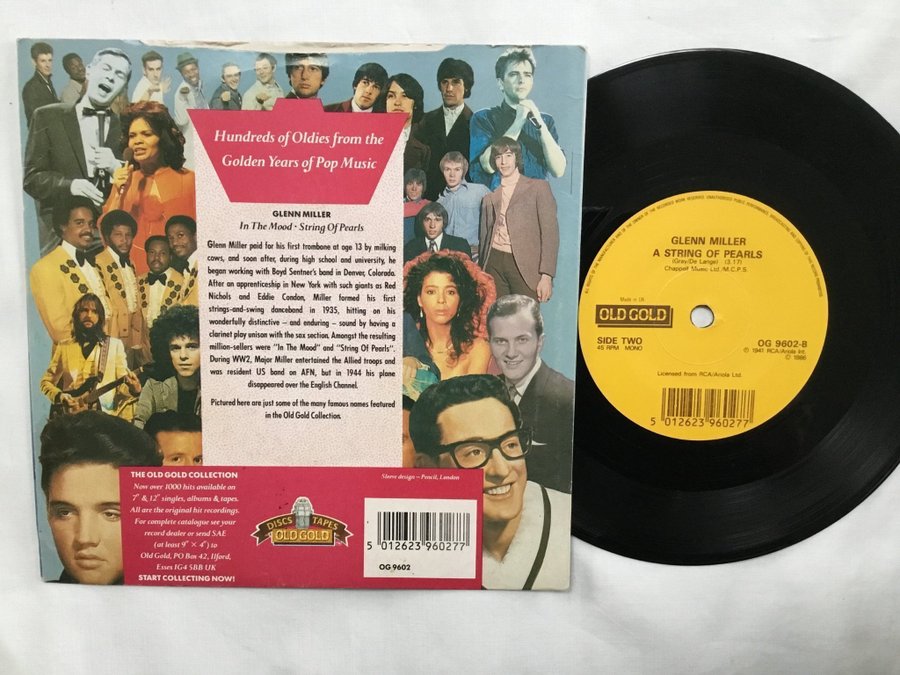 Hundreds of Oldies from the
Golden Years of Pop Music
GLENN MILLER
In The Mood · String Of Pearls
Glenn Miller paid for his first trombone at age 13 by milking
cows, and soon after, during high school and university, he
began working with Boyd Sentner's band in Denver, Colorado.
After an apprenticeship in New York with such giants as Red
Nichols and Eddie Condon, Miller formed his first
strings-and-swing danceband in 1935, hitting on his
wonderfully distinctive – and enduring – sound by having a
clarinet play unison with the sax section. Amongst the resulting
million-sellers were "In The Mood" and "String Of Pearls".
During WW2, Major Miller entertained the Allied troops and
was resident US band on AFN, but in 1944 his plane
disappeared over the English Channel.
Pictured here are just some of the many famous names featured
in the Old Gold Collection.
THE OLD GOLD COLLECTION
Now over 1000 hits available on
7" & 12" singles, albums & tapes.
All are the original hit recordings.
For complete catalogue see your
record dealer or send SAE
(at least 9" × 4") to
Old Gold, PO Box 42, Ilford,
Essex IG4 5BB UK
START COLLECTING NOW!
Sleeve design – Pencil, London
DISCS TAPES
OLD GOLD
5 012623 960277
OG 9602
GLENN MILLER
A STRING OF PEARLS
(Gray/De Lange) (3.17)
Chappell Music Ltd./M.C.P.S.
Made in UK
OLD GOLD
SIDE TWO
45 RPM MONO
OG 9602-B
℗ 1941 RCA/Ariola Int.
© 1986
Licensed from RCA/Ariola Ltd.
5 012623 960277